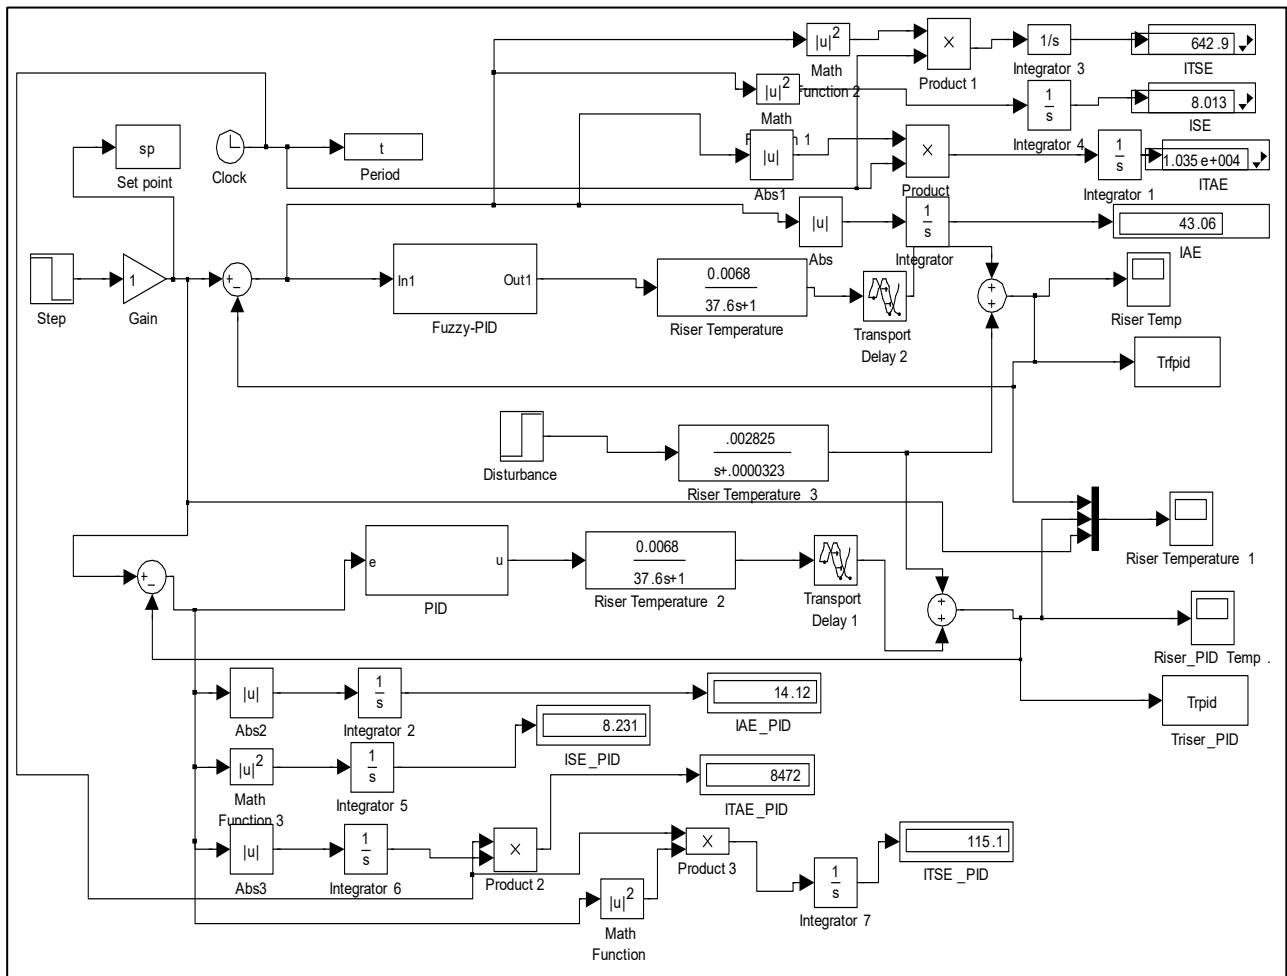 |u|²
Math
Function 2
×
Product 1
1/s
Integrator 3
642.9
ITSE
|u|²
Math
1
1
s
Integrator 4
8.013
ISE
sp
Set point
Clock
t
Period
|u|
Abs1
×
Product
1
s
Integrator 1
1.035 e+004
ITAE
|u|
Abs
1
s
Integrator
43.06
IAE
Step
1
Gain
+
−
In1
Out1
Fuzzy-PID
0.0068
37.6s+1
Riser Temperature
Transport
Delay 2
+
+
Riser Temp
Trfpid
Disturbance
.002825
s+.0000323
Riser Temperature 3
Riser Temperature 1
+
−
e
u
PID
0.0068
37.6s+1
Riser Temperature 2
Transport
Delay 1
+
+
Riser_PID Temp .
Trpid
Triser_PID
|u|
Abs2
1
s
Integrator 2
14.12
IAE_PID
|u|²
Math
Function 3
1
s
Integrator 5
8.231
ISE_PID
8472
ITAE_PID
|u|
Abs3
1
s
Integrator 6
×
Product 2
×
Product 3
|u|²
Math
Function
1
s
Integrator 7
115.1
ITSE _PID